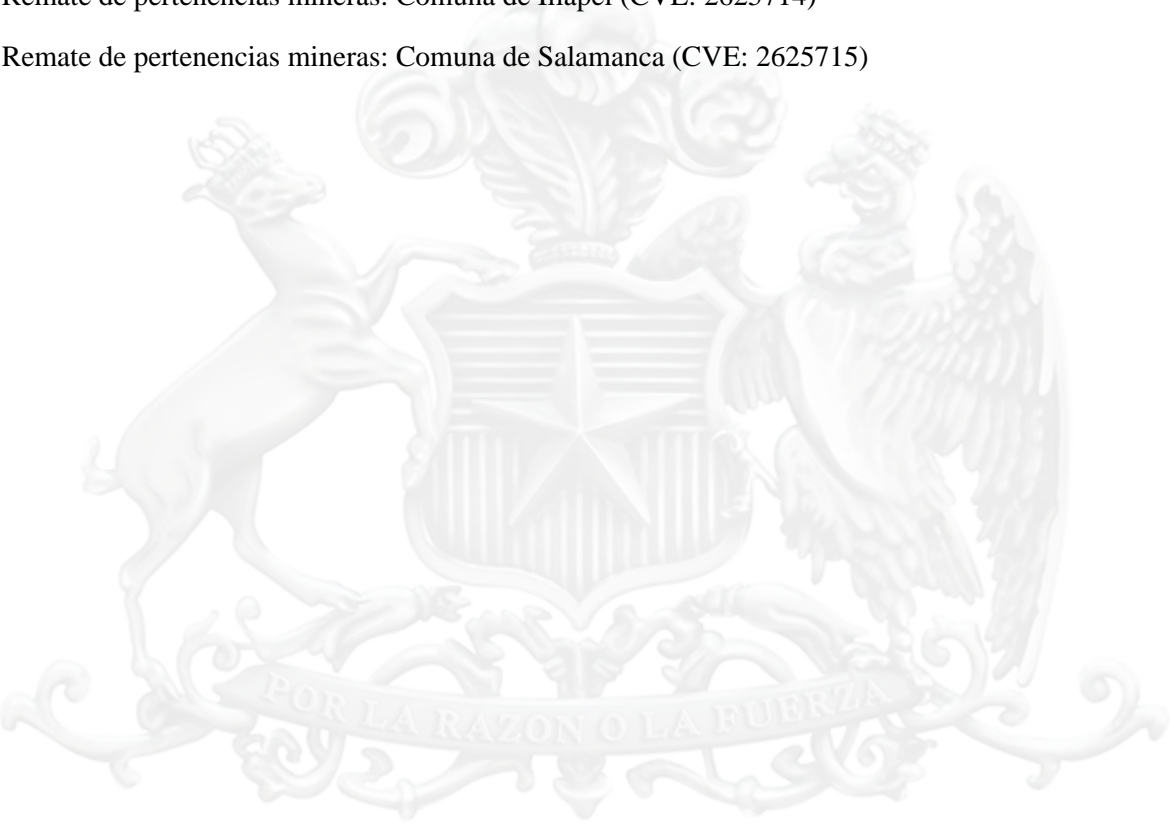 Remate de pertenencias mineras: Comuna de Illapel (CVE: 2625714)
Remate de pertenencias mineras: Comuna de Salamanca (CVE: 2625715)
POR LA RAZON O LA FUERZA